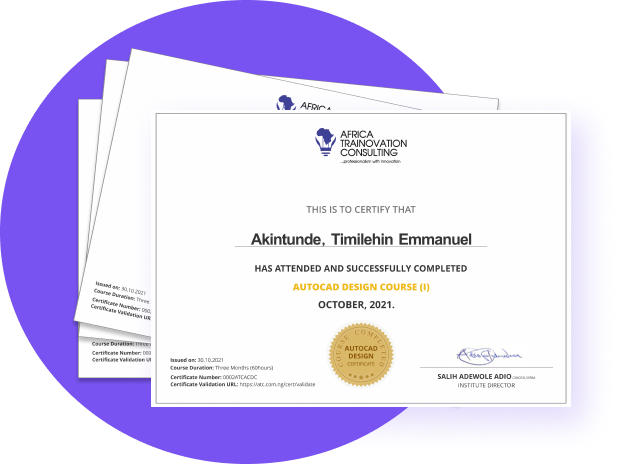 AFRICA
AFRICA
TRAINOVATION
CONSULTING
...professionalism with innovation
THIS IS TO CERTIFY THAT
Akintunde, Timilehin Emmanuel
HAS ATTENDED AND SUCCESSFULLY COMPLETED
AUTOCAD DESIGN COURSE (I)
OCTOBER, 2021.
COURSE COMPLETED
AUTOCAD
DESIGN
CERTIFICATE
Issued on: 30.10.2021
Course Duration: Three Months (60hours)
Certificate Number: 0002ATCACDC
Certificate Validation URL: https://atc.com.ng/cert/validate
SALIH ADEWOLE ADIO
INSTITUTE DIRECTOR
Issued on: 30.10.2021
Course Duration: Three
Certificate Number: 000
Certificate Validation UR
Course Duration: Three
Certificate Number: 000
Certificate Validation